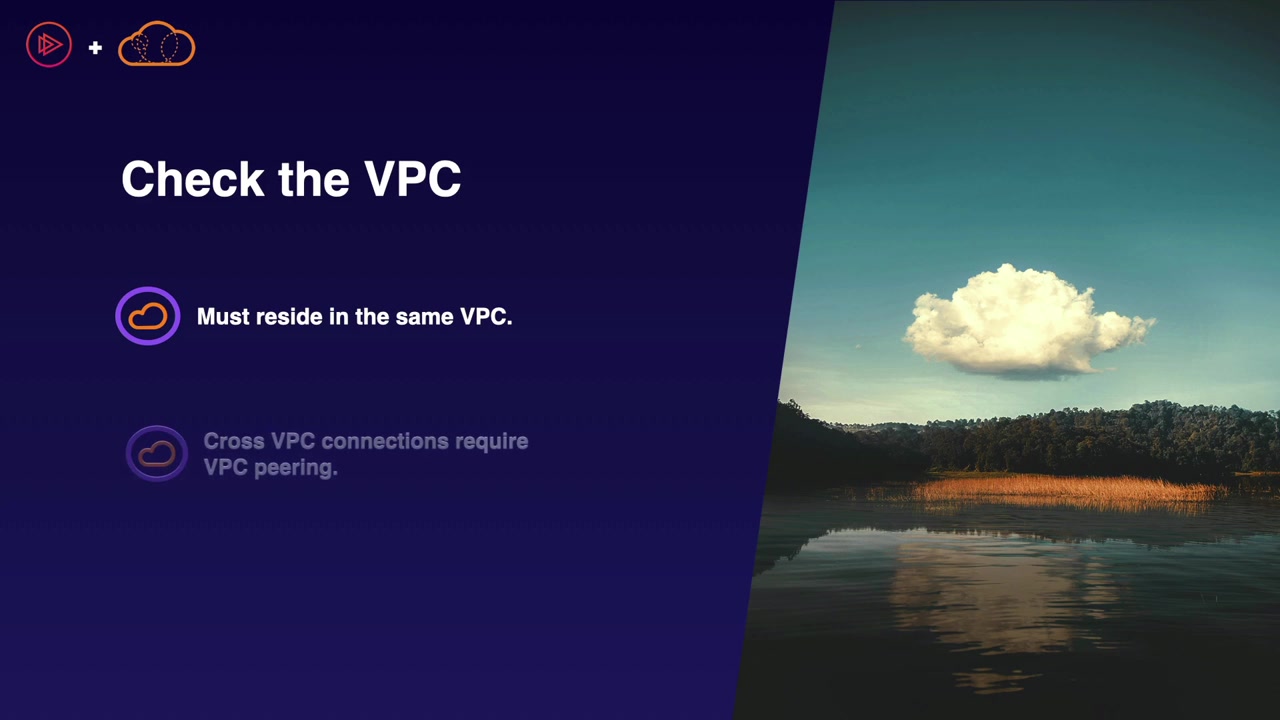 Check the VPC
Must reside in the same VPC.
Cross VPC connections require
VPC peering.